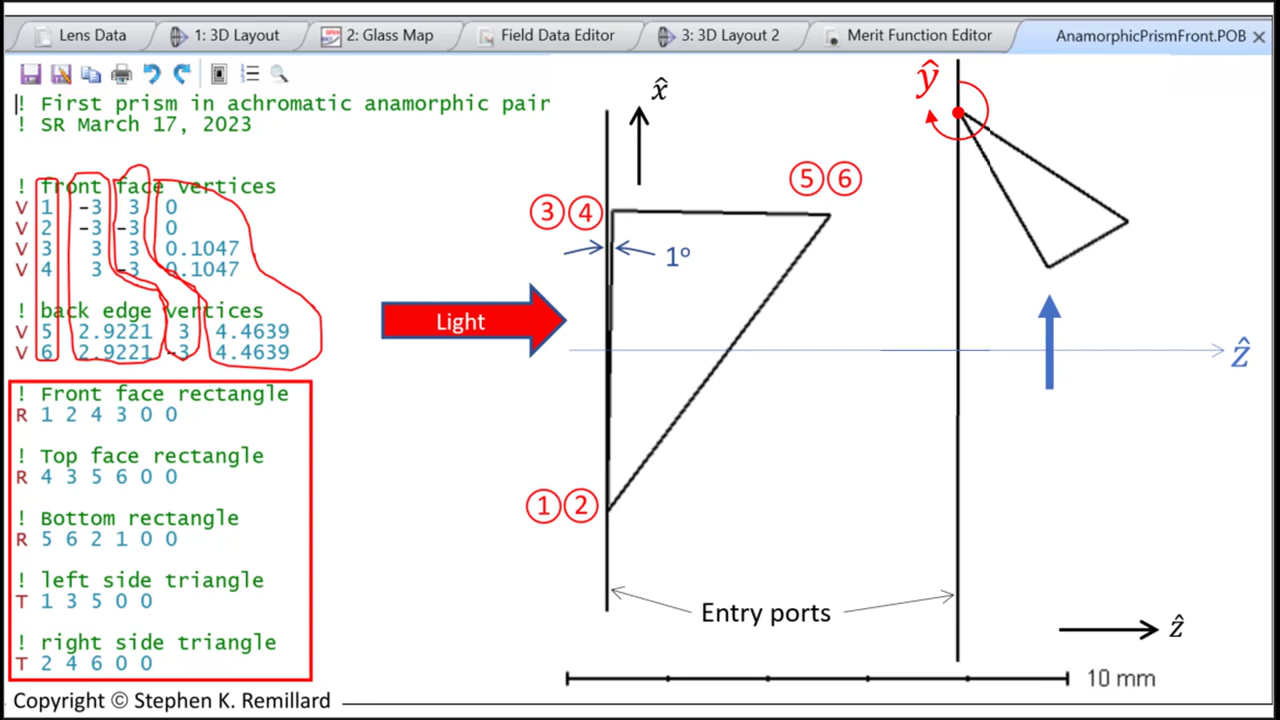 Lens Data
1: 3D Layout
2: Glass Map
Field Data Editor
3: 3D Layout 2
Merit Function Editor
AnamorphicPrismFront.POB
! First prism in achromatic anamorphic pair
! SR March 17, 2023
! front face vertices
V 1 -3 3 0
V 2 -3 -3 0
V 3 3 3 0.1047
V 4 3 -3 0.1047
! back edge vertices
V 5 2.9221 3 4.4639
V 6 2.9221 -3 4.4639
! Front face rectangle
R 1 2 4 3 0 0
! Top face rectangle
R 4 3 5 6 0 0
! Bottom rectangle
R 5 6 2 1 0 0
! left side triangle
T 1 3 5 0 0
! right side triangle
T 2 4 6 0 0
Copyright © Stephen K. Remillard
x̂
ŷ
⑤⑥
③④
1º
Light
ẑ
①②
Entry ports
ẑ
10 mm